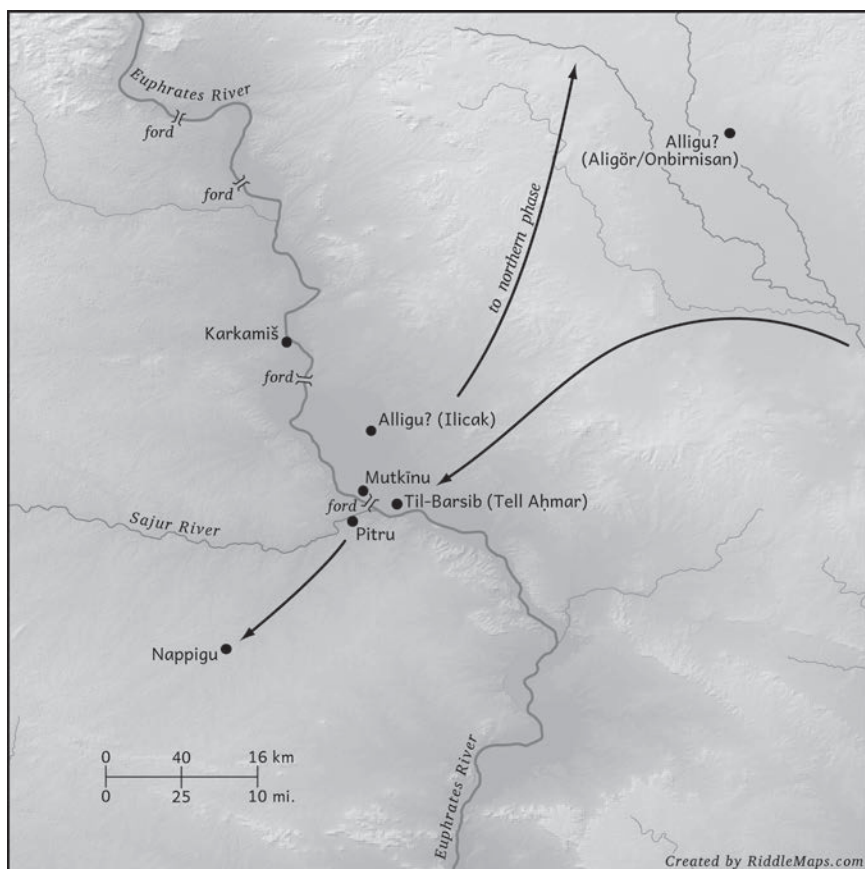 Euphrates River
ford
ford
Alligu?
(Aligör/Onbirnisan)
to northern phase
Karkamiš
ford
Alligu? (Ilicak)
Mutkīnu
ford
Til-Barsib (Tell Aḥmar)
Sajur River
Pitru
Nappigu
0 40 16 km
0 25 10 mi.
Euphrates River
Created by RiddleMaps.com